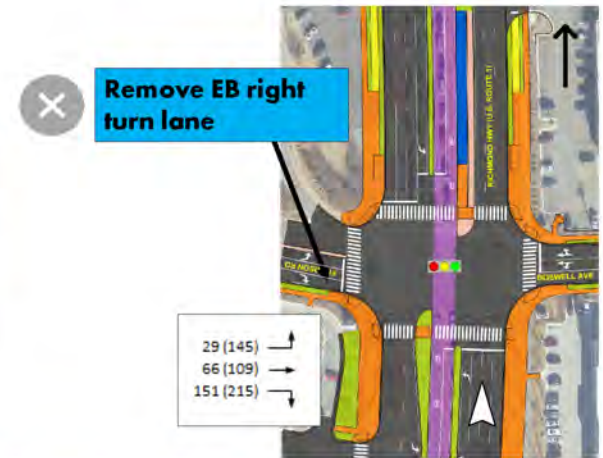 Remove EB right
turn lane
RICHMOND HWY (U.S. ROUTE 1)
BOSWELL AVE
29 (145)
66 (109)
151 (215)